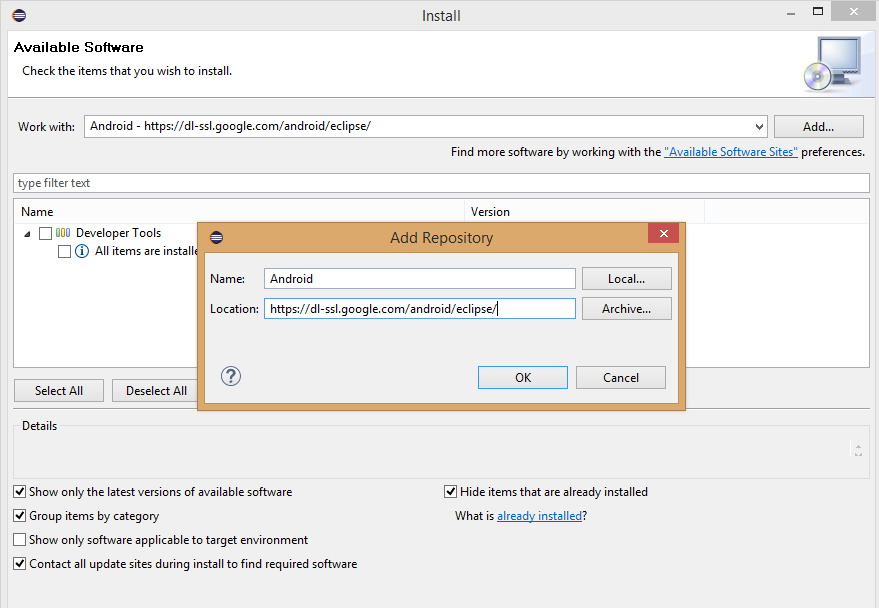 Install
Available Software
Check the items that you wish to install.
Work with: Android - https://dl-ssl.google.com/android/eclipse/ Add...
Find more software by working with the "Available Software Sites" preferences.
type filter text
Name Version
Developer Tools
All items are installe
Add Repository
Name: Android Local...
Location: https://dl-ssl.google.com/android/eclipse/ Archive...
? OK Cancel
Select All Deselect All
Details
Show only the latest versions of available software Hide items that are already installed
Group items by category What is already installed?
Show only software applicable to target environment
Contact all update sites during install to find required software